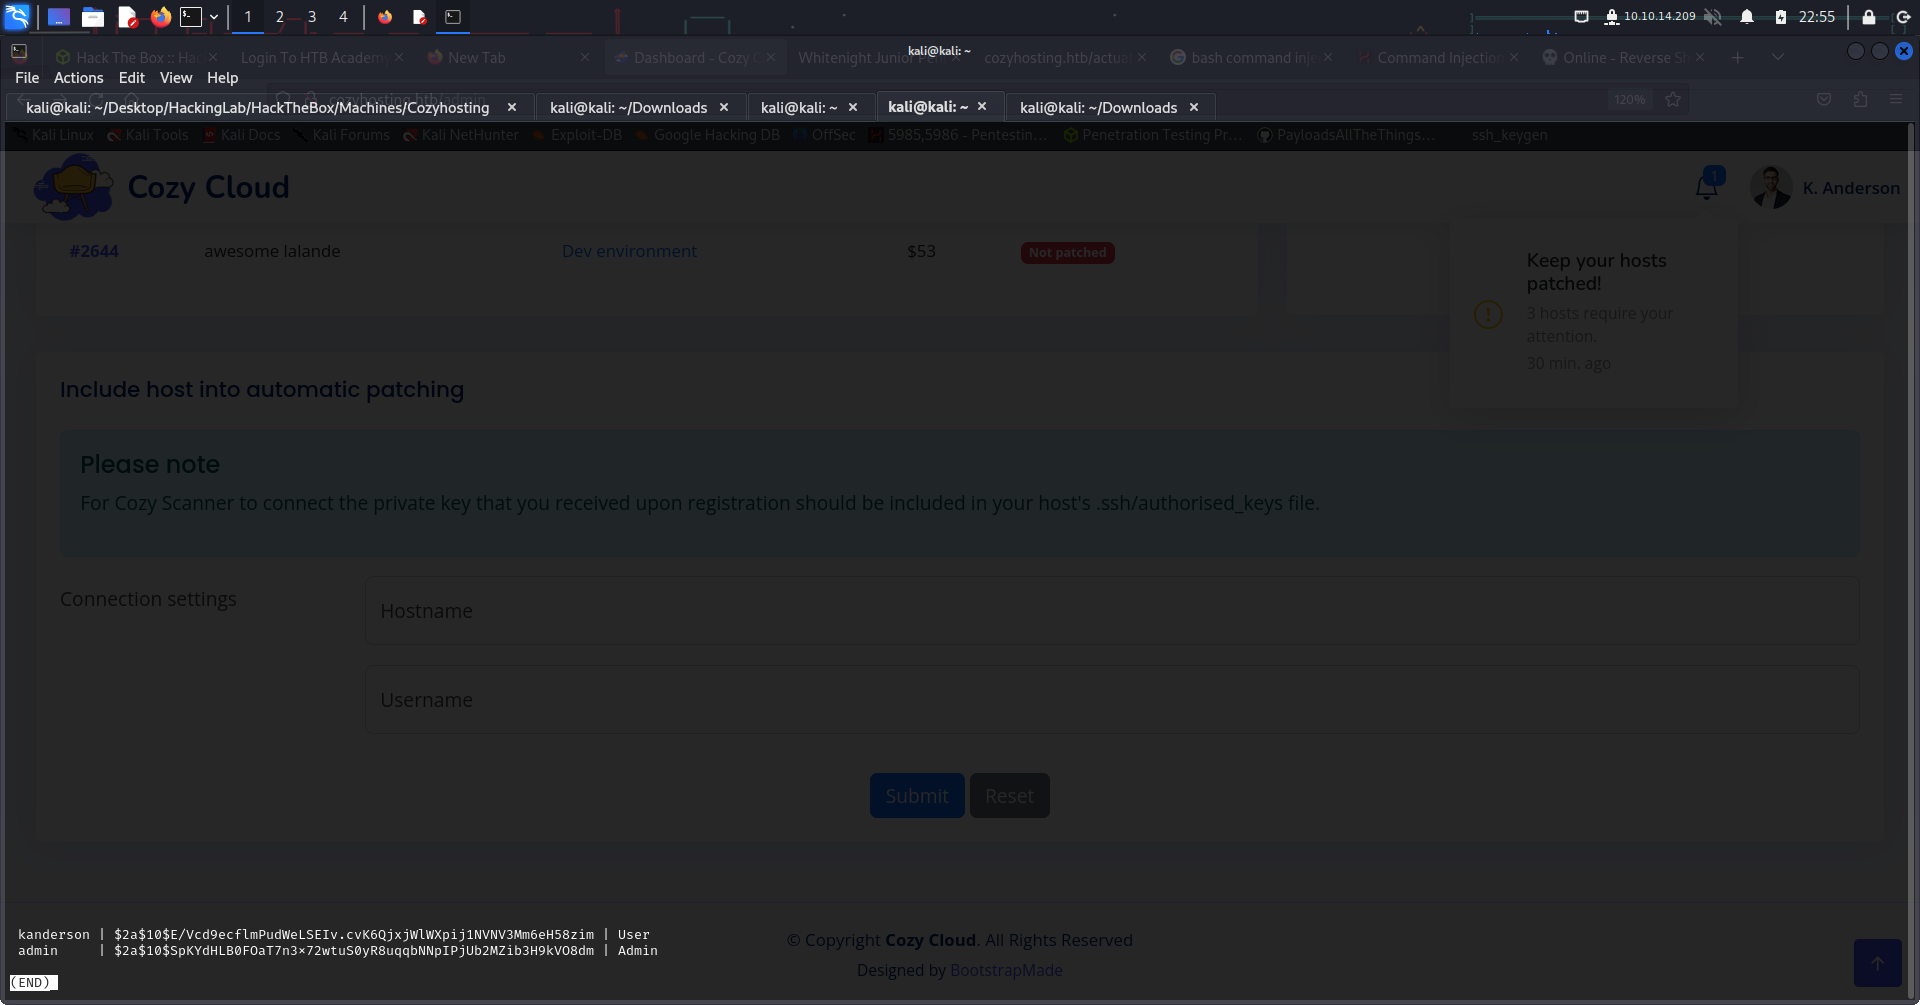 1 2 3 4 10.10.14.209 22:55
kali@kali: ~
Hack The Box :: Ha Login To HTB Academy New Tab Dashboard - Cozy Whitenight Junior cozyhosting.htb/actua bash command inje Command Injection Online - Reverse Sh
File Actions Edit View Help
kali@kali: ~/Desktop/HackingLab/HackTheBox/Machines/Cozyhosting kali@kali: ~/Downloads kali@kali: ~ kali@kali: ~ kali@kali: ~/Downloads
120%
Kali Linux Kali Tools Kali Docs Kali Forums Kali NetHunter Exploit-DB Google Hacking DB OffSec 5985,5986 - Pentestin... Penetration Testing Pr... PayloadsAllTheThings... ssh_keygen
Cozy Cloud 1 K. Anderson
#2644 awesome lalande Dev environment $53 Not patched
Keep your hosts
patched!
3 hosts require your
attention.
30 min. ago
Include host into automatic patching
Please note
For Cozy Scanner to connect the private key that you received upon registration should be included in your host's .ssh/authorised_keys file.
Connection settings
Hostname
Username
Submit Reset
kanderson | $2a$10$E/Vcd9ecflmPudWeLSEIv.cvK6QjxjWlWXpij1NVNV3Mm6eH58zim | User
admin | $2a$10$SpKYdHLB0FOaT7n3x72wtuS0yR8uqqbNNpIPjUb2MZib3H9kVO8dm | Admin
© Copyright Cozy Cloud. All Rights Reserved
Designed by BootstrapMade
(END)